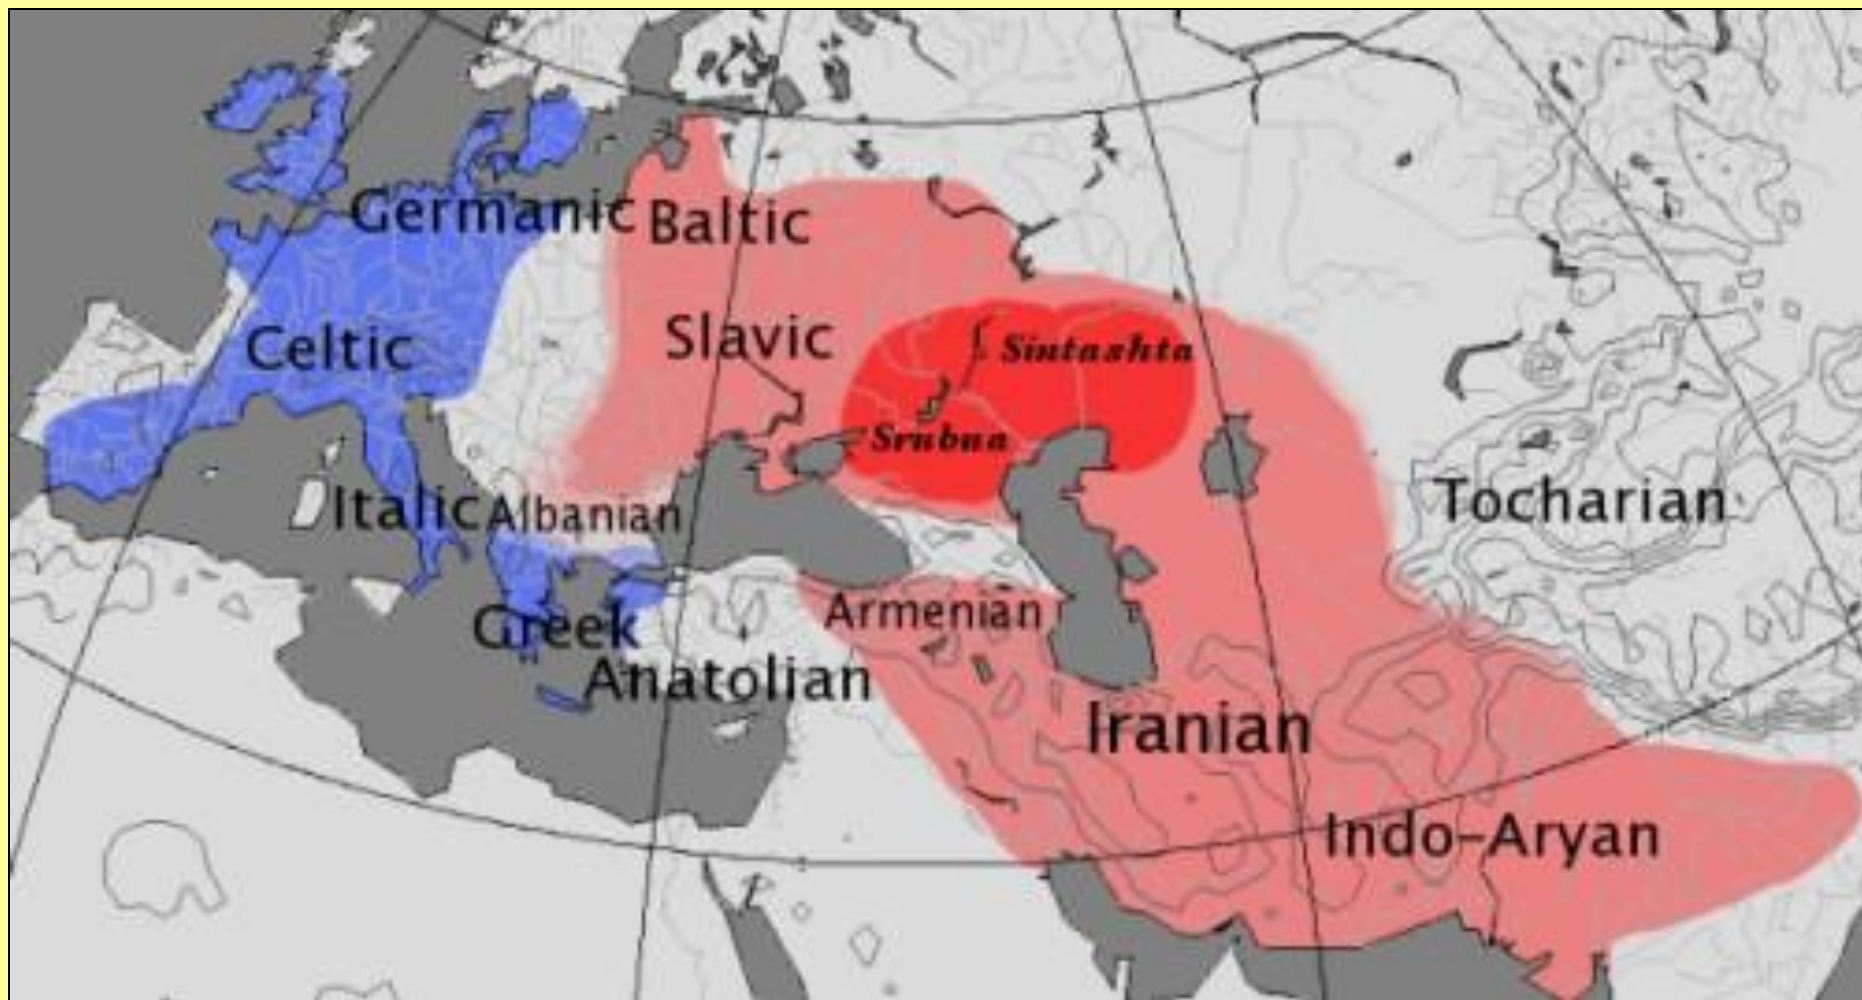 Germanic
Baltic
Celtic
Slavic
Sintashta
Srubna
Italic
Albanian
Tocharian
Greek
Armenian
Anatolian
Iranian
Indo-Aryan